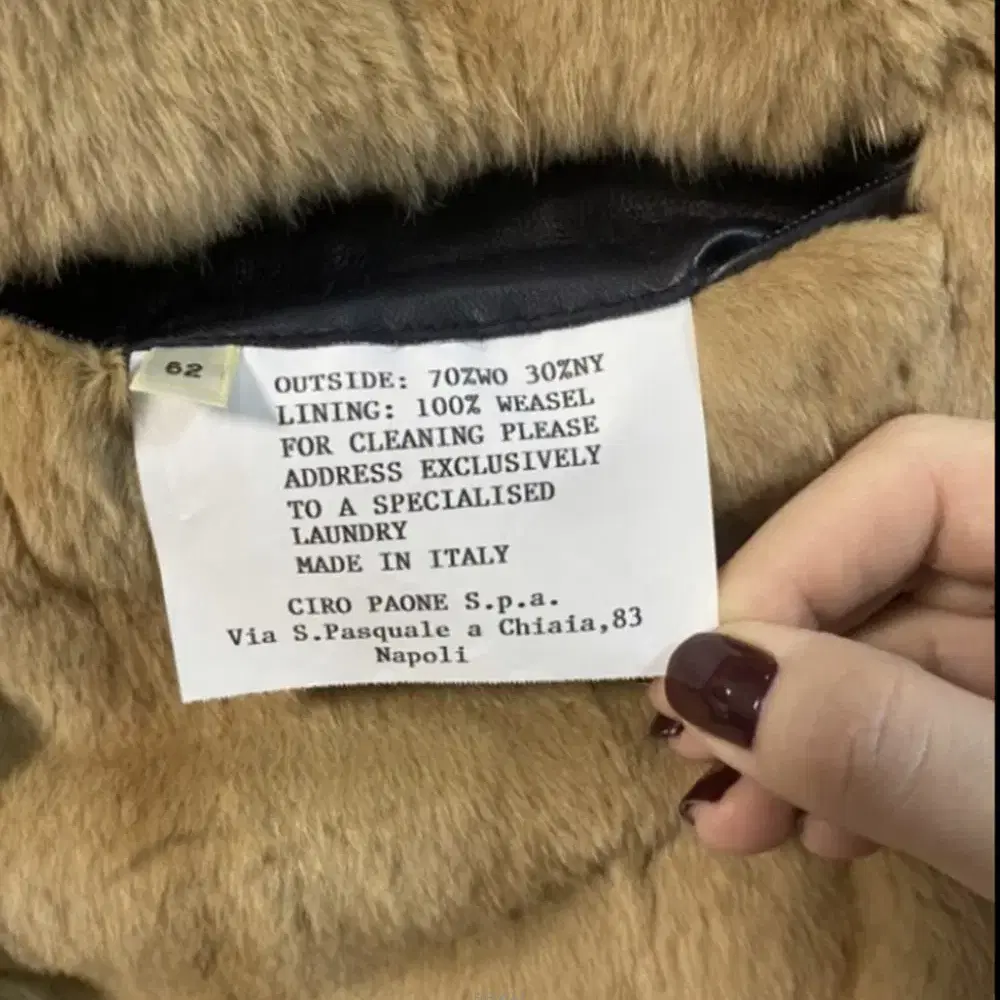 62
OUTSIDE: 70%WO 30%NY
LINING: 100% WEASEL
FOR CLEANING PLEASE
ADDRESS EXCLUSIVELY
TO A SPECIALISED
LAUNDRY
MADE IN ITALY
CIRO PAONE S.p.a.
Via S.Pasquale a Chiaia,83
Napoli